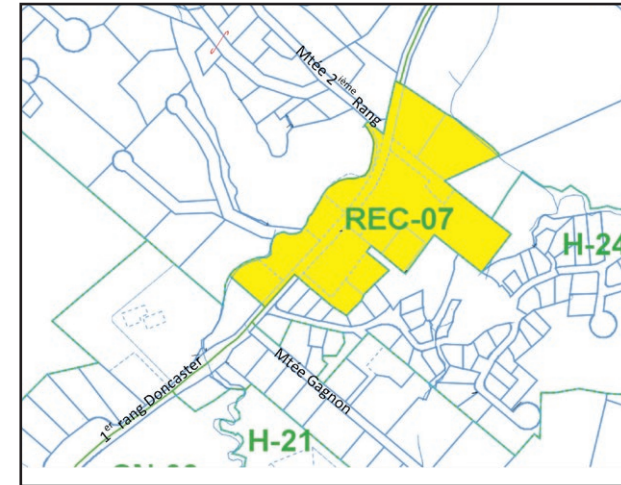 Mtée 2ième Rang
REC-07
H-24
1er rang Doncaster
Mtée Gagnon
H-21